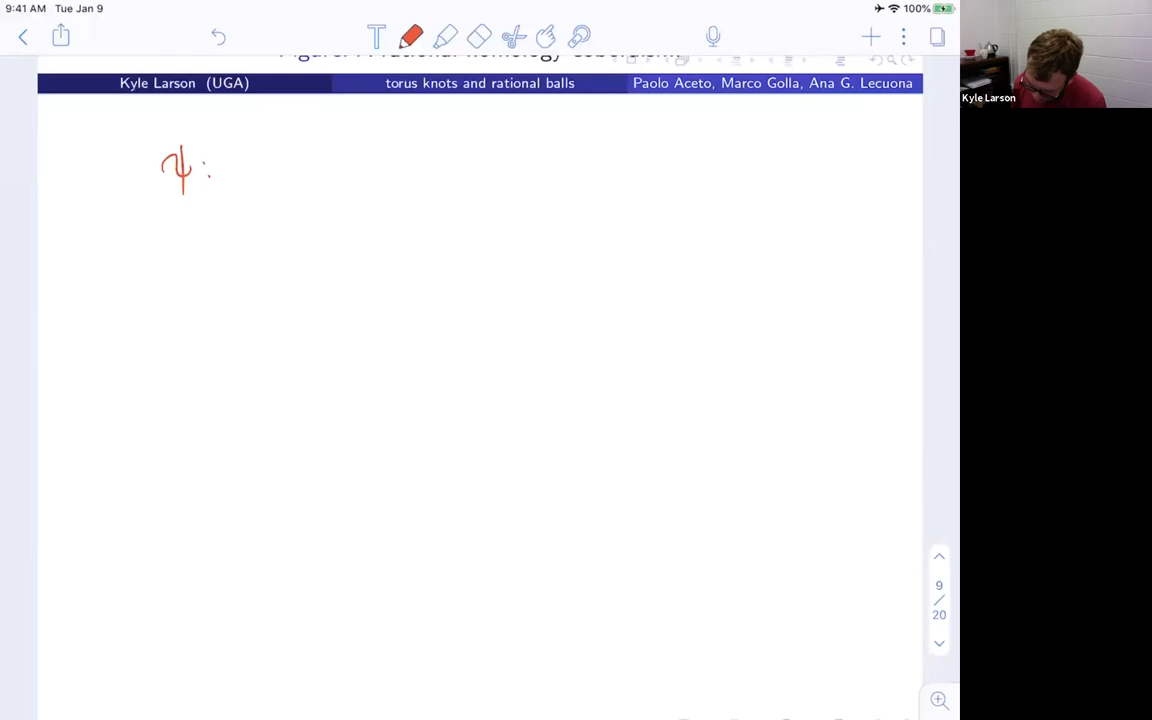 9:41 AM Tue Jan 9
100%
Kyle Larson (UGA)
torus knots and rational balls
Paolo Aceto, Marco Golla, Ana G. Lecuona
Kyle Larson
ψ:
9
/
20